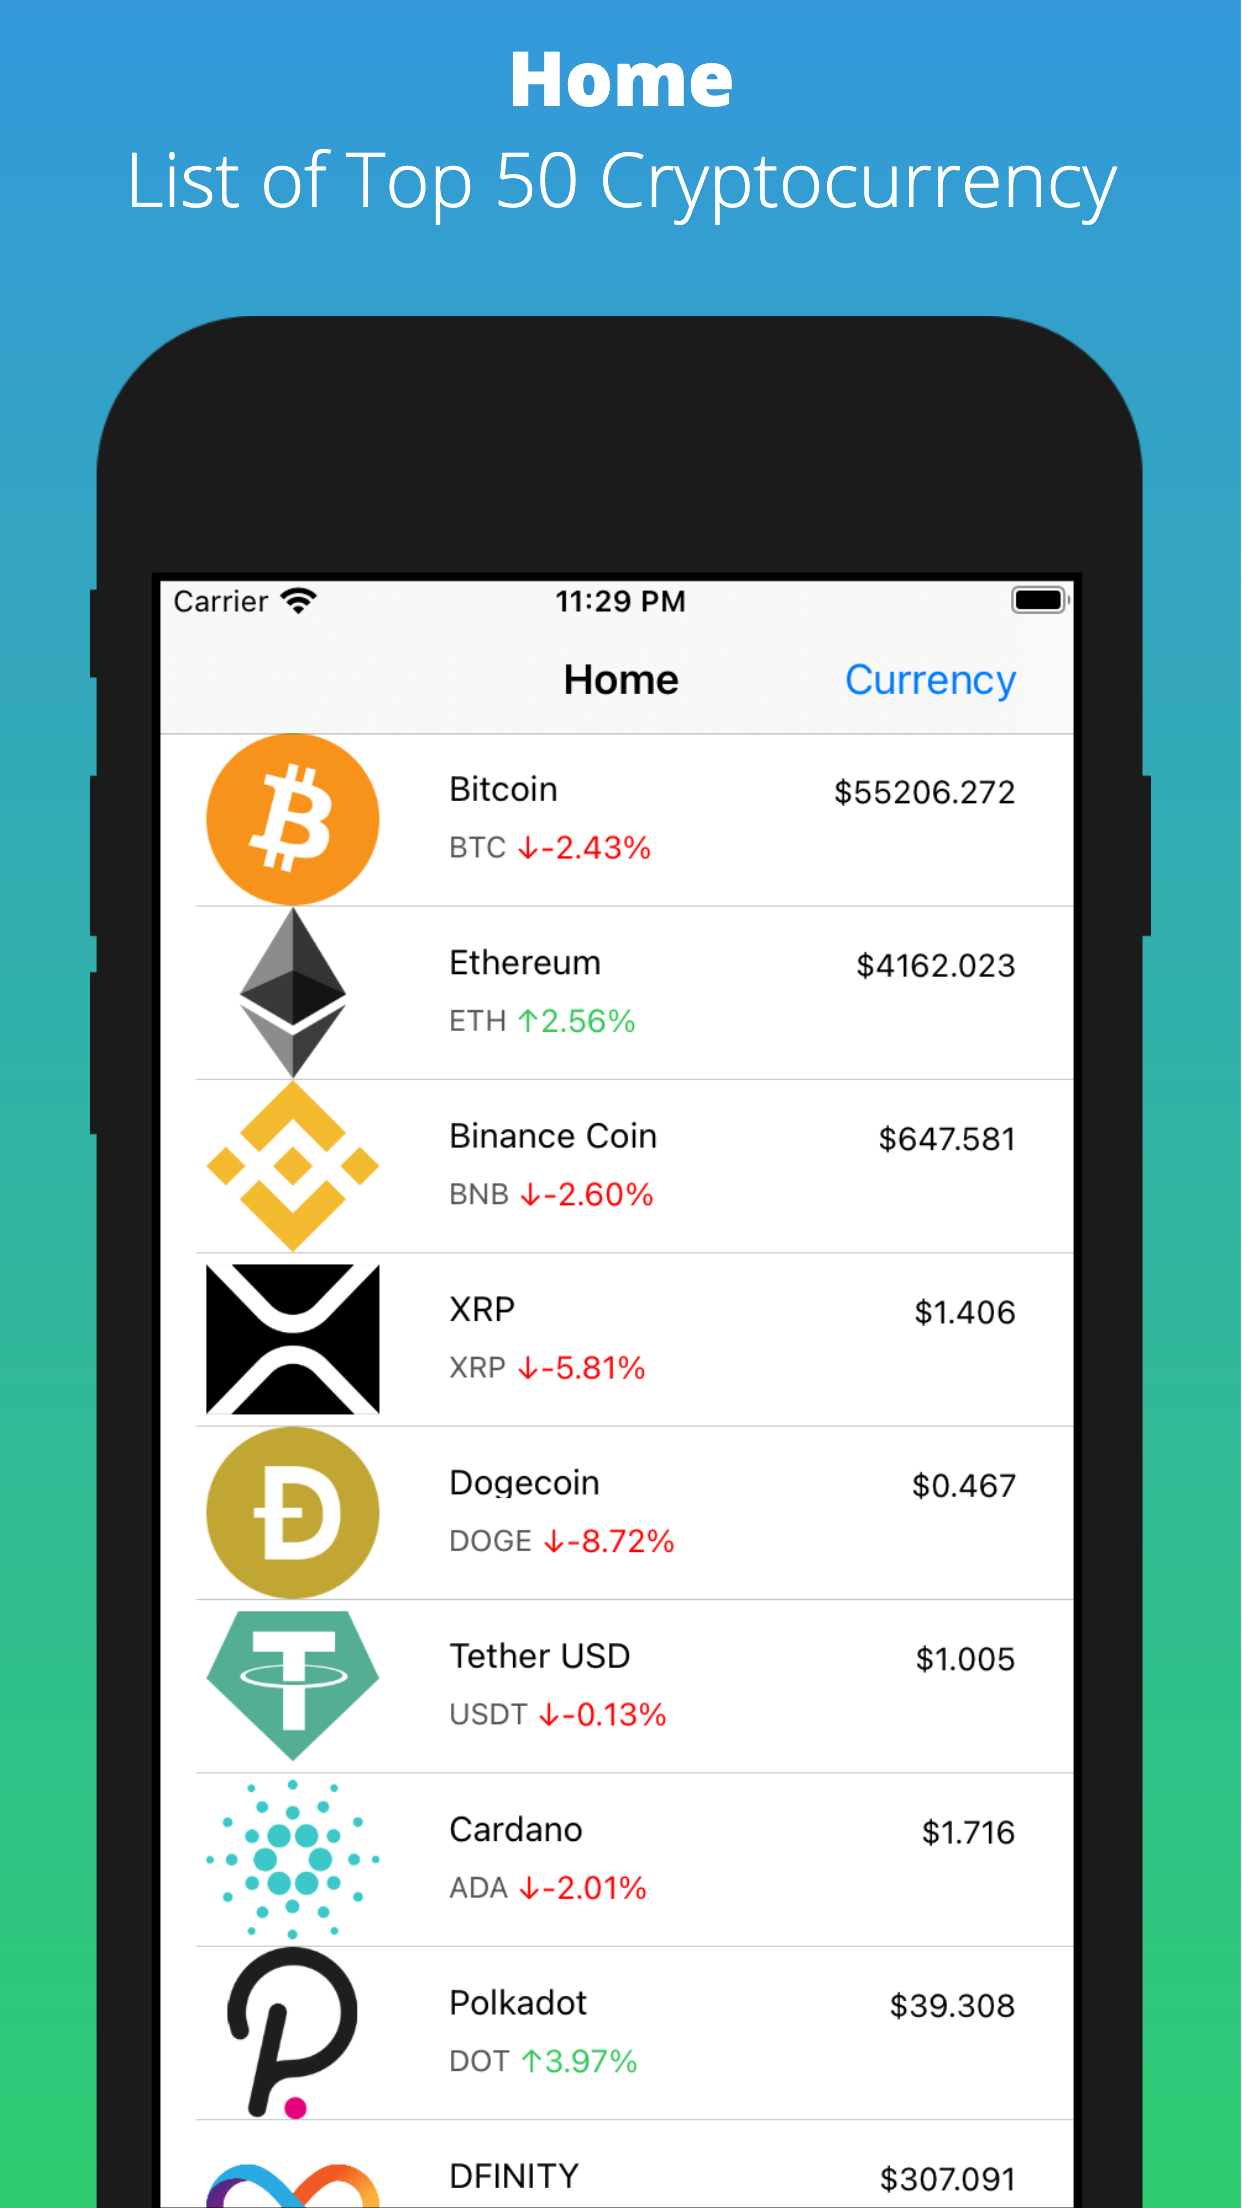 Home
List of Top 50 Cryptocurrency
Carrier 11:29 PM
Home Currency
Bitcoin $55206.272
BTC ↓-2.43%
Ethereum $4162.023
ETH ↑2.56%
Binance Coin $647.581
BNB ↓-2.60%
XRP $1.406
XRP ↓-5.81%
Dogecoin $0.467
DOGE ↓-8.72%
Tether USD $1.005
USDT ↓-0.13%
Cardano $1.716
ADA ↓-2.01%
Polkadot $39.308
DOT ↑3.97%
DFINITY $307.091